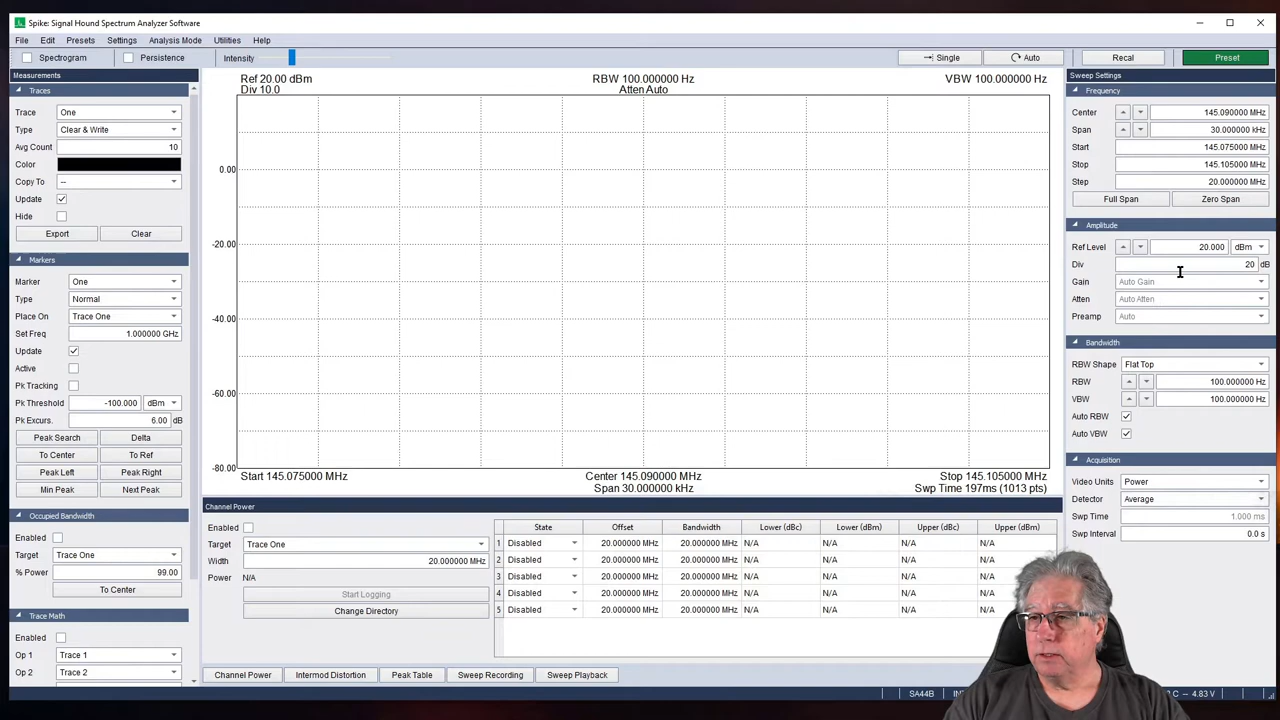 Spike: Signal Hound Spectrum Analyzer Software
File Edit Presets Settings Analysis Mode Utilities Help
Spectrogram Persistence Intensity Single Auto Recal Preset
Measurements
Traces
Trace One
Type Clear & Write
Avg Count 10
Color
Copy To --
Update
Hide
Export Clear
Markers
Marker One
Type Normal
Place On Trace One
Set Freq 1.000000 GHz
Update
Active
Pk Tracking
Pk Threshold -100.000 dBm
Pk Excurs. 6.00 dB
Peak Search Delta
To Center To Ref
Peak Left Peak Right
Min Peak Next Peak
Occupied Bandwidth
Enabled
Target Trace One
% Power 99.00
To Center
Trace Math
Enabled
Op 1 Trace 1
Op 2 Trace 2
Ref 20.00 dBm RBW 100.000000 Hz VBW 100.000000 Hz
Div 10.0 Atten Auto
0.00
-20.00
-40.00
-60.00
-80.00
Start 145.075000 MHz Center 145.090000 MHz Stop 145.105000 MHz
Span 30.000000 kHz Swp Time 197ms (1013 pts)
Channel Power
Enabled
Target Trace One
Width 20.000000 MHz
Power N/A
Start Logging
Change Directory
State Offset Bandwidth Lower (dBc) Lower (dBm) Upper (dBc) Upper (dBm)
1 Disabled 20.000000 MHz 20.000000 MHz N/A N/A N/A N/A
2 Disabled 20.000000 MHz 20.000000 MHz N/A N/A N/A N/A
3 Disabled 20.000000 MHz 20.000000 MHz N/A N/A N/A N/A
4 Disabled 20.000000 MHz 20.000000 MHz N/A N/A N/A N/A
5 Disabled 20.000000 MHz 20.000000 MHz N/A N/A N/A N/A
Channel Power Intermod Distortion Peak Table Sweep Recording Sweep Playback
Sweep Settings
Frequency
Center 145.090000 MHz
Span 30.000000 kHz
Start 145.075000 MHz
Stop 145.105000 MHz
Step 20.000000 MHz
Full Span Zero Span
Amplitude
Ref Level 20.000 dBm
Div 20 dB
Gain Auto Gain
Atten Auto Atten
Preamp Auto
Bandwidth
RBW Shape Flat Top
RBW 100.000000 Hz
VBW 100.000000 Hz
Auto RBW
Auto VBW
Acquisition
Video Units Power
Detector Average
Swp Time 1.000 ms
Swp Interval 0.0 s
SA44B C -- 4.83 V